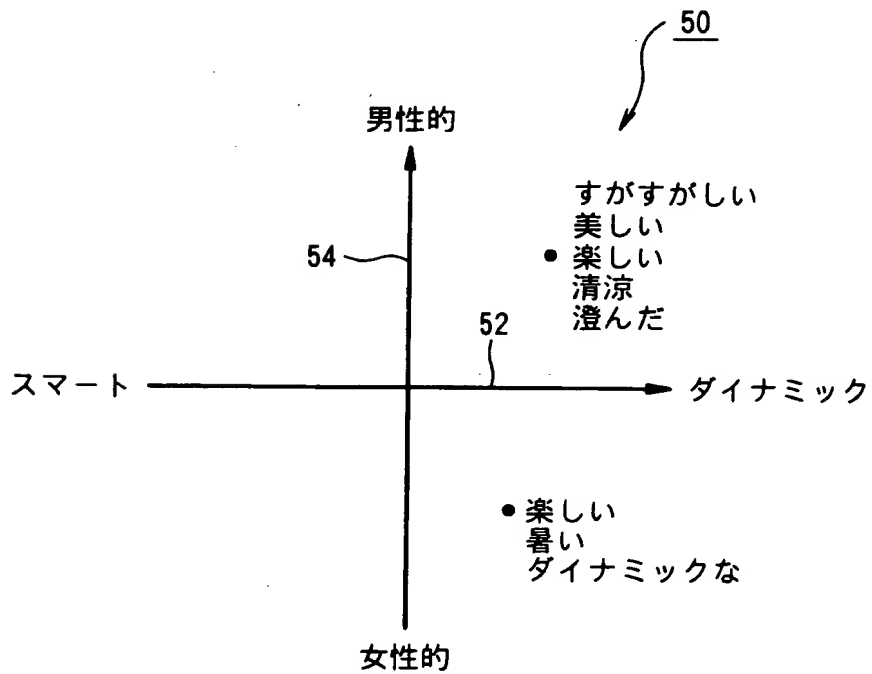 50
男性的
すがすがしい
美しい
54
● 楽しい
清涼
澄んだ
52
スマート
ダイナミック
● 楽しい
暑い
ダイナミックな
女性的